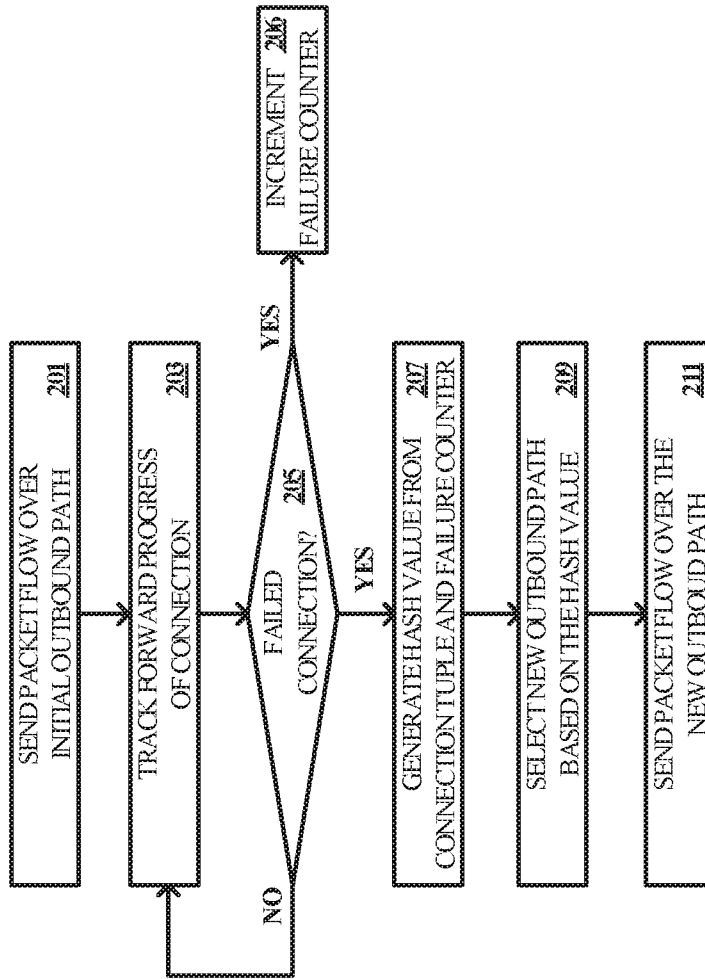 SEND PACKET FLOW OVER
INITIAL OUTBOUND PATH 201
TRACK FORWARD PROGRESS
OF CONNECTION 203
FAILED
CONNECTION? 205
NO
YES
INCREMENT 206
FAILURE COUNTER
YES
GENERATE HASH VALUE FROM 207
CONNECTION TUPLE AND FAILURE COUNTER
SELECT NEW OUTBOUND PATH
BASED ON THE HASH VALUE 209
SEND PACKET FLOW OVER THE
NEW OUTBOUD PATH 211